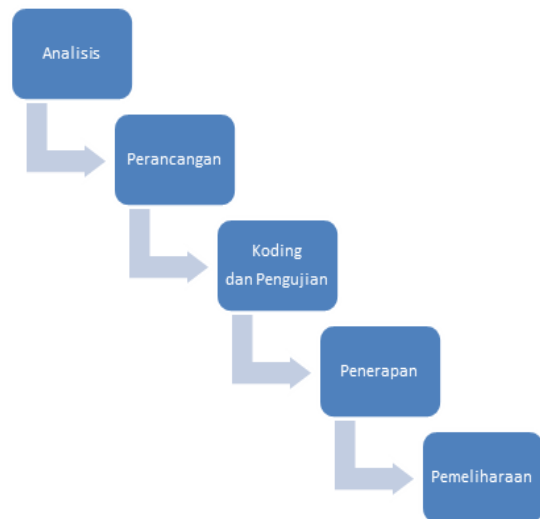 Analisis
Perancangan
Koding
dan Pengujian
Penerapan
Pemeliharaan